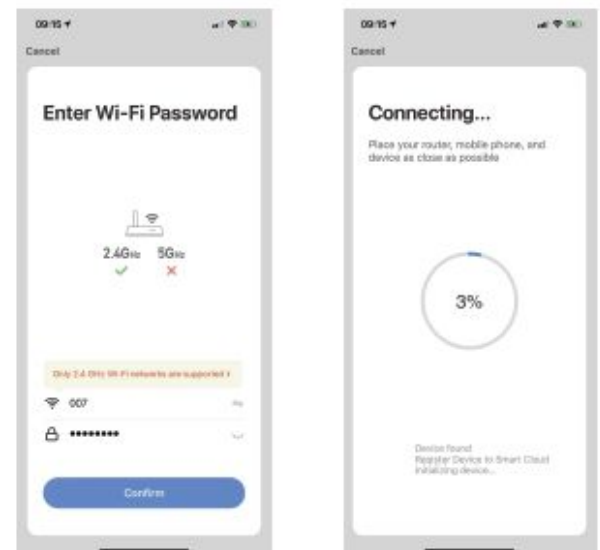 09:15
Cancel
Enter Wi-Fi Password
2.4GHz 5GHz
Only 2.4 GHz Wi-Fi networks are supported >
007
Confirm
09:15
Cancel
Connecting...
Place your router, mobile phone, and
device as close as possible
3%
Device found
Register Device to Smart Cloud
Initializing device...